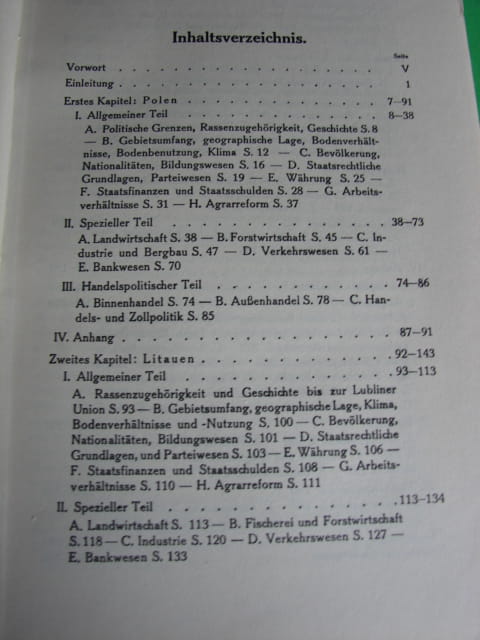 Inhaltsverzeichnis.
Seite
Vorwort . . . . . . . . . . . . . . . V
Einleitung . . . . . . . . . . . . . . 1
Erstes Kapitel: Polen . . . . . . . . . . 7—91
I. Allgemeiner Teil . . . . . . . . . . . 8—38
A. Politische Grenzen, Rassenzugehörigkeit, Geschichte S. 8
— B. Gebietsumfang, geographische Lage, Bodenverhält-
nisse, Bodenbenutzung, Klima S. 12 — C. Bevölkerung,
Nationalitäten, Bildungswesen S. 16 — D. Staatsrechtliche
Grundlagen, Parteiwesen S. 19 — E. Währung S. 25 —
F. Staatsfinanzen und Staatsschulden S. 28 — G. Arbeits-
verhältnisse S. 31 — H. Agrarreform S. 37
II. Spezieller Teil . . . . . . . . . . . 38—73
A. Landwirtschaft S. 38 — B. Forstwirtschaft S. 45 — C. In-
dustrie und Bergbau S. 47 — D. Verkehrswesen S. 61 —
E. Bankwesen S. 70
III. Handelspolitischer Teil . . . . . . . . . 74—86
A. Binnenhandel S. 74 — B. Außenhandel S. 78 — C. Han-
dels- und Zollpolitik S. 85
IV. Anhang . . . . . . . . . . . . . . 87—91
Zweites Kapitel: Litauen . . . . . . . . . . 92—143
I. Allgemeiner Teil . . . . . . . . . . . 93—113
A. Rassenzugehörigkeit und Geschichte bis zur Lubliner
Union S. 93 — B. Gebietsumfang, geographische Lage, Klima,
Bodenverhältnisse und -Nutzung S. 100 — C. Bevölkerung,
Nationalitäten, Bildungswesen S. 101 — D. Staatsrechtliche
Grundlagen, und Parteiwesen S. 103 — E. Währung S. 106 —
F. Staatsfinanzen und Staatsschulden S. 108 — G. Arbeits-
verhältnisse S. 110 — H. Agrarreform S. 111
II. Spezieller Teil . . . . . . . . . . . . 113—134
A. Landwirtschaft S. 113 — B. Fischerei und Forstwirtschaft
S. 118 — C. Industrie S. 120 — D. Verkehrswesen S. 127 —
E. Bankwesen S. 133